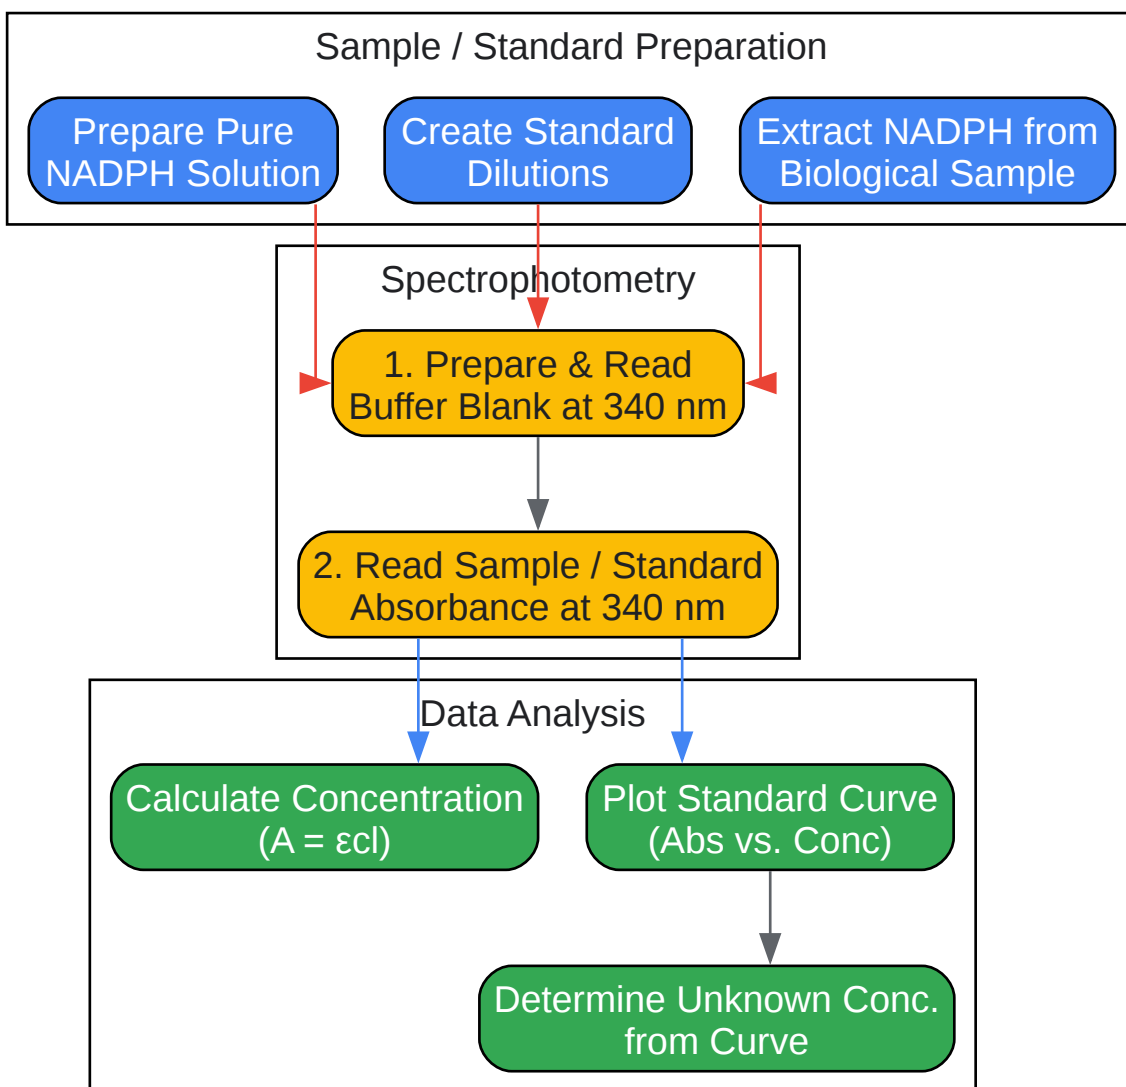 Sample / Standard Preparation
Prepare Pure
NADPH Solution
Create Standard
Dilutions
Extract NADPH from
Biological Sample
Spectrophotometry
1. Prepare & Read
Buffer Blank at 340 nm
2. Read Sample / Standard
Absorbance at 340 nm
Data Analysis
Calculate Concentration
(A = εcl)
Plot Standard Curve
(Abs vs. Conc)
Determine Unknown Conc.
from Curve